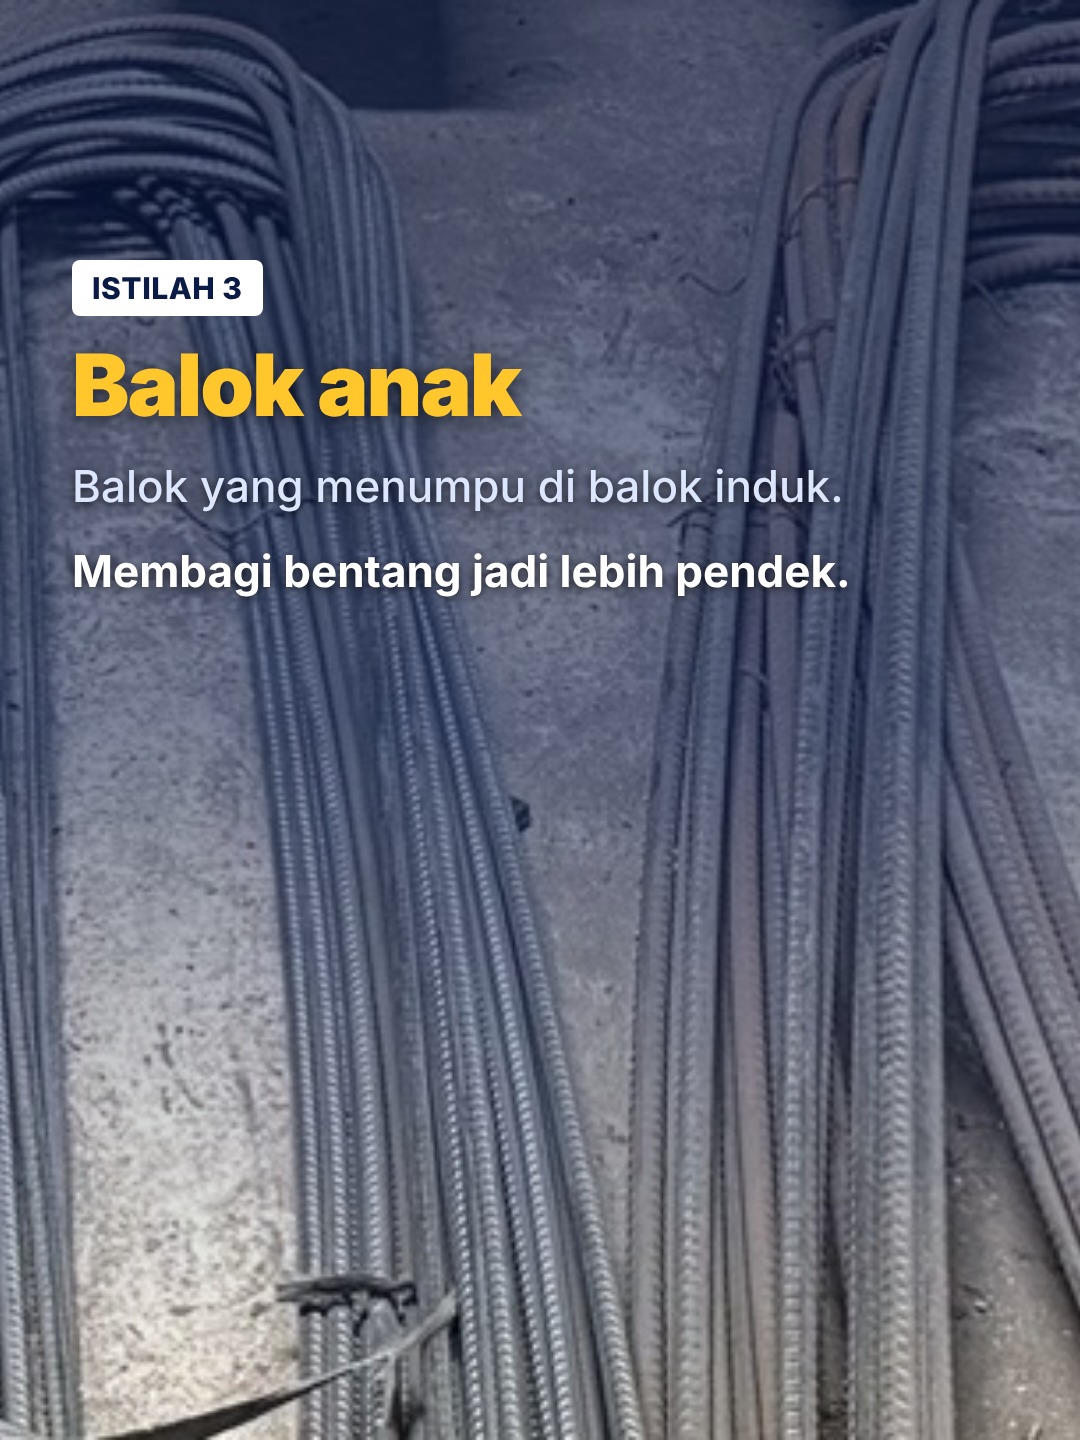 ISTILAH 3
Balok anak
Balok yang menumpu di balok induk.
Membagi bentang jadi lebih pendek.